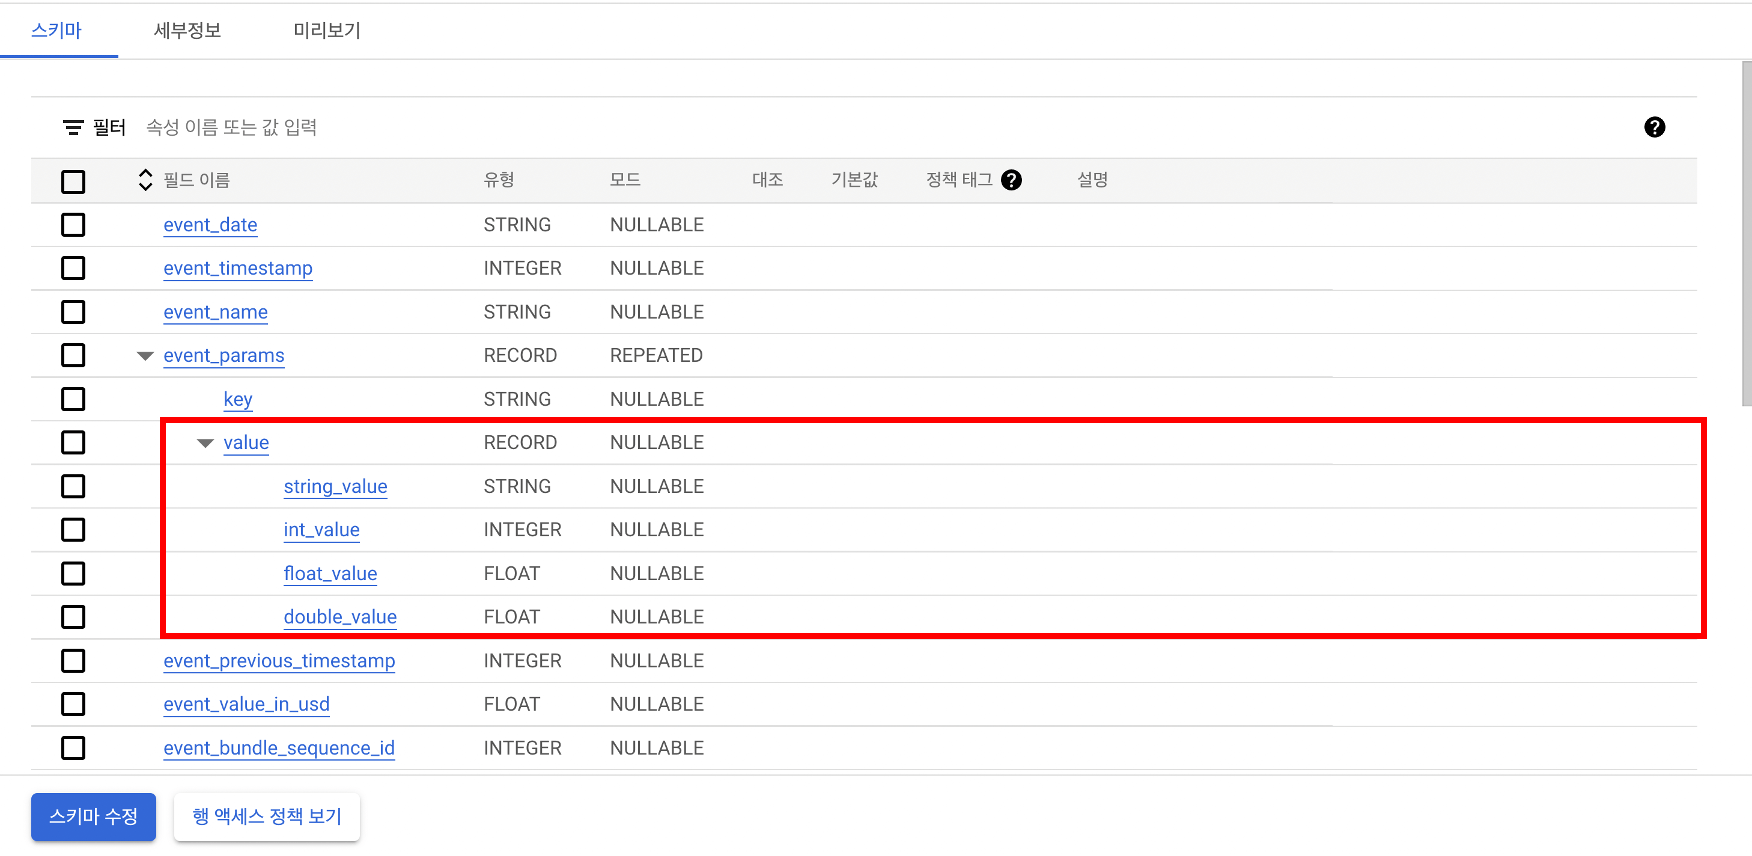 스키마 세부정보 미리보기
필터 속성 이름 또는 값 입력
필드 이름 유형 모드 대조 기본값 정책 태그 설명
event_date STRING NULLABLE
event_timestamp INTEGER NULLABLE
event_name STRING NULLABLE
event_params RECORD REPEATED
key STRING NULLABLE
value RECORD NULLABLE
string_value STRING NULLABLE
int_value INTEGER NULLABLE
float_value FLOAT NULLABLE
double_value FLOAT NULLABLE
event_previous_timestamp INTEGER NULLABLE
event_value_in_usd FLOAT NULLABLE
event_bundle_sequence_id INTEGER NULLABLE
스키마 수정 행 액세스 정책 보기